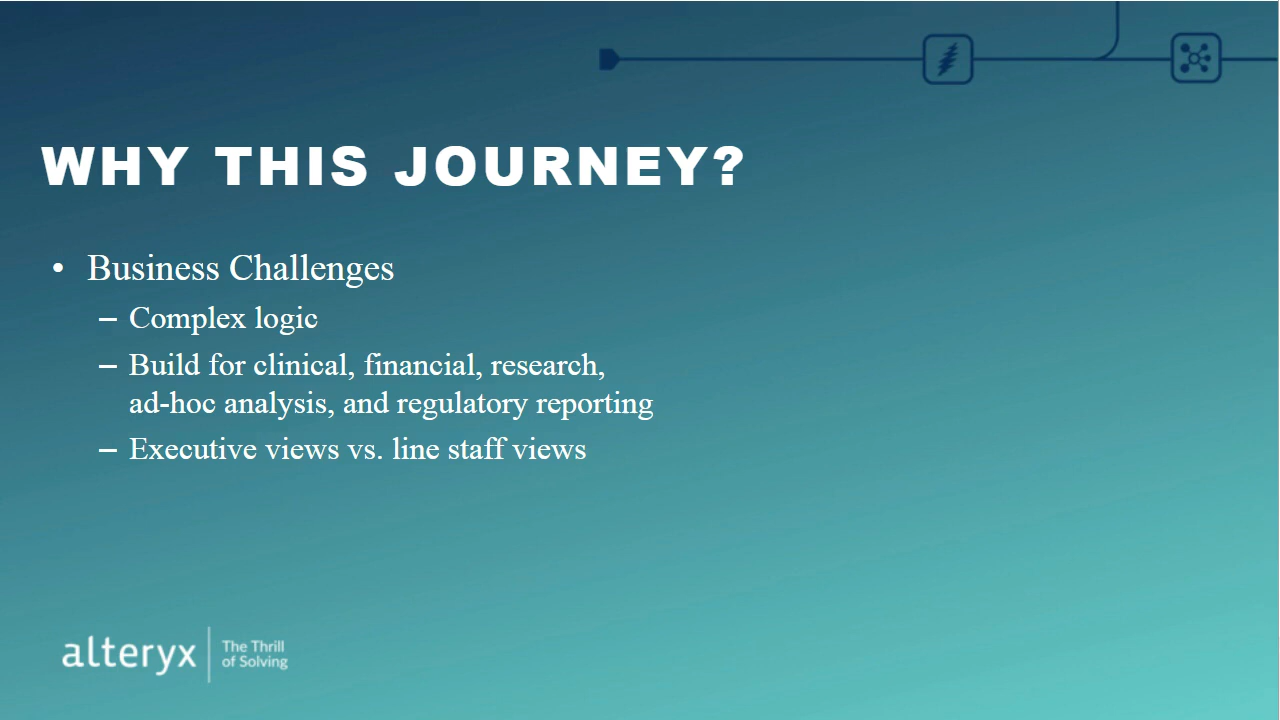 WHY THIS JOURNEY?
• Business Challenges
– Complex logic
– Build for clinical, financial, research,
ad-hoc analysis, and regulatory reporting
– Executive views vs. line staff views
alteryx
The Thrill
of Solving